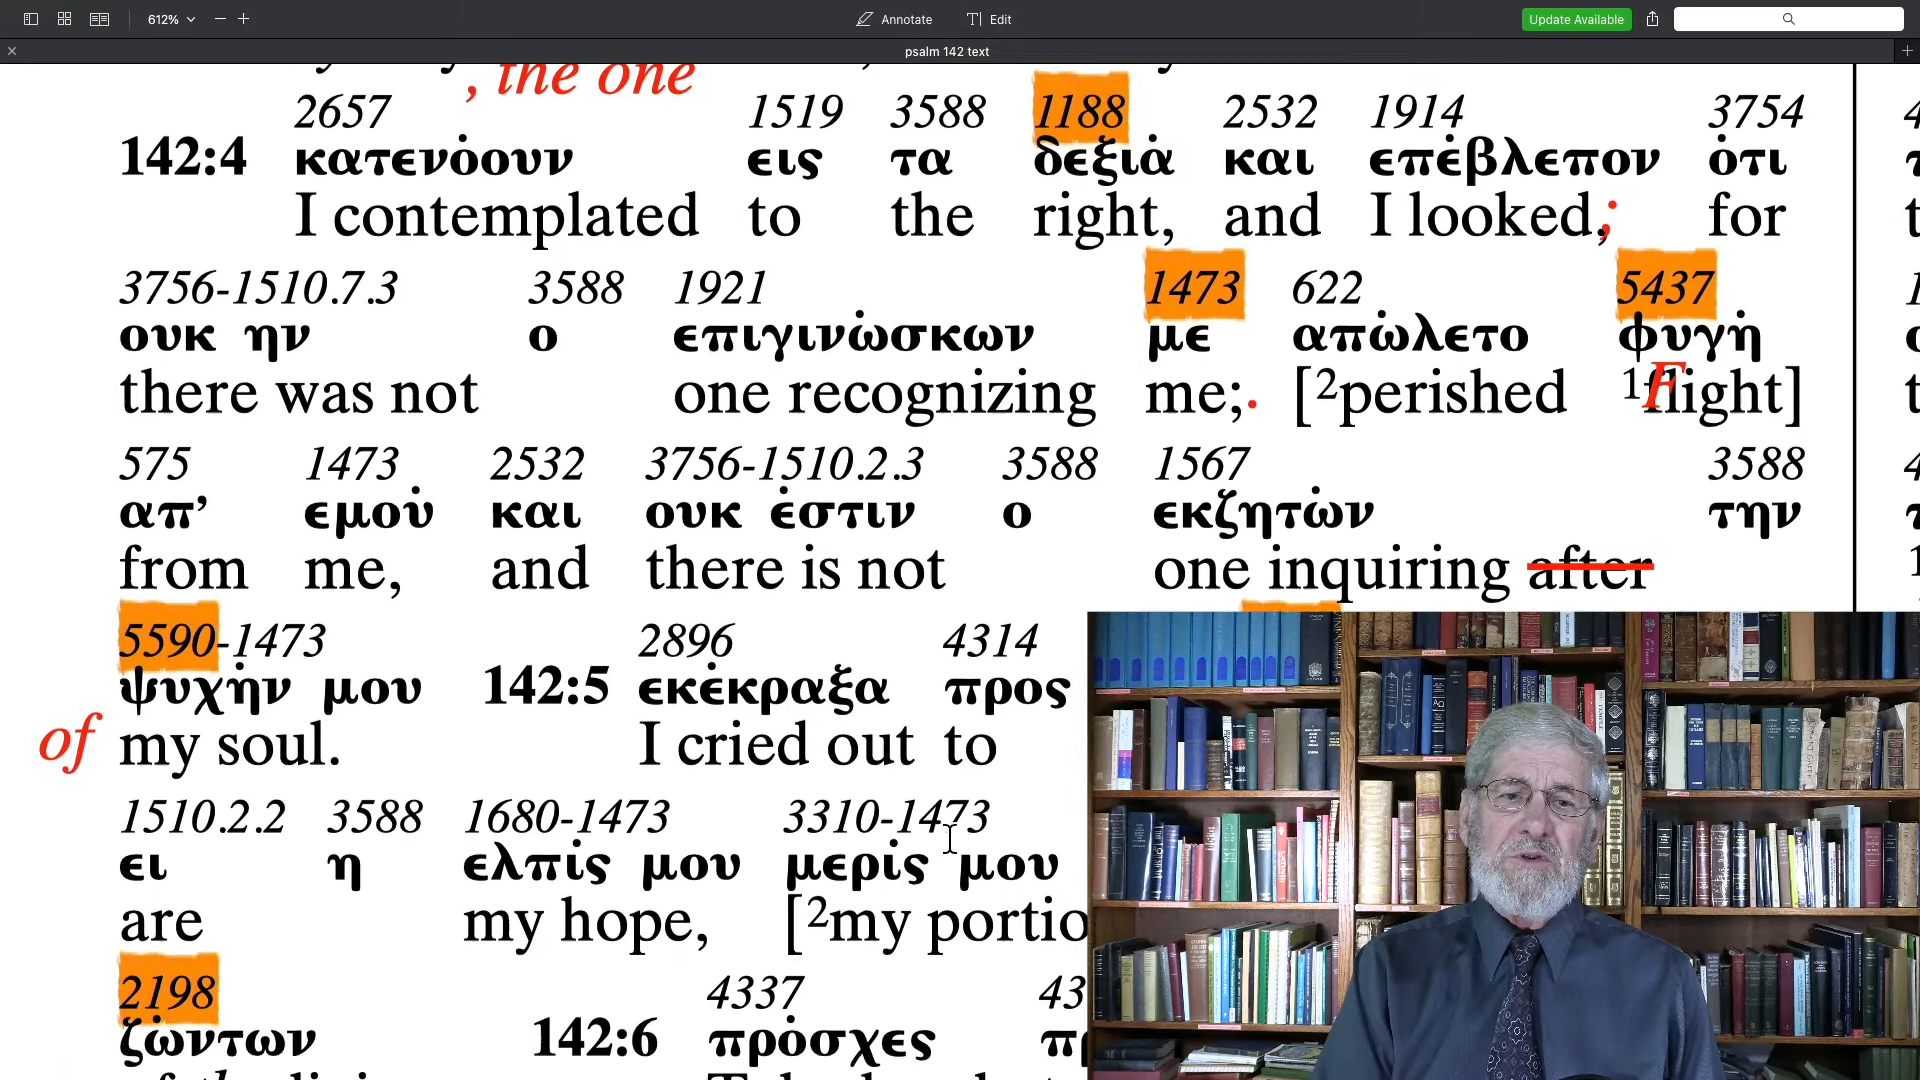 612%
Annotate
Edit
Update Available
psalm 142 text
, the one
2657 1519 3588 1188 2532 1914 3754
142:4 κατενόουν εις τα δεξιά και επέβλεπον ότι
I contemplated to the right, and I looked, ; for
3756-1510.7.3 3588 1921 1473 622 5437
ουκ ην ο επιγινώσκων με απώλετο φυγή
there was not one recognizing me; . [²perished ¹flight] F
575 1473 2532 3756-1510.2.3 3588 1567 3588
απ’ εμού και ουκ έστιν ο εκζητών την
from me, and there is not one inquiring after
5590-1473 2896 4314
ψυχήν μου 142:5 εκέκραξα προς
of my soul. I cried out to
1510.2.2 3588 1680-1473 3310-1473
ει η ελπίς μου μερίς μου
are my hope, [²my portio
2198 4337 43
ζώντων 142:6 πρόσχες πρ